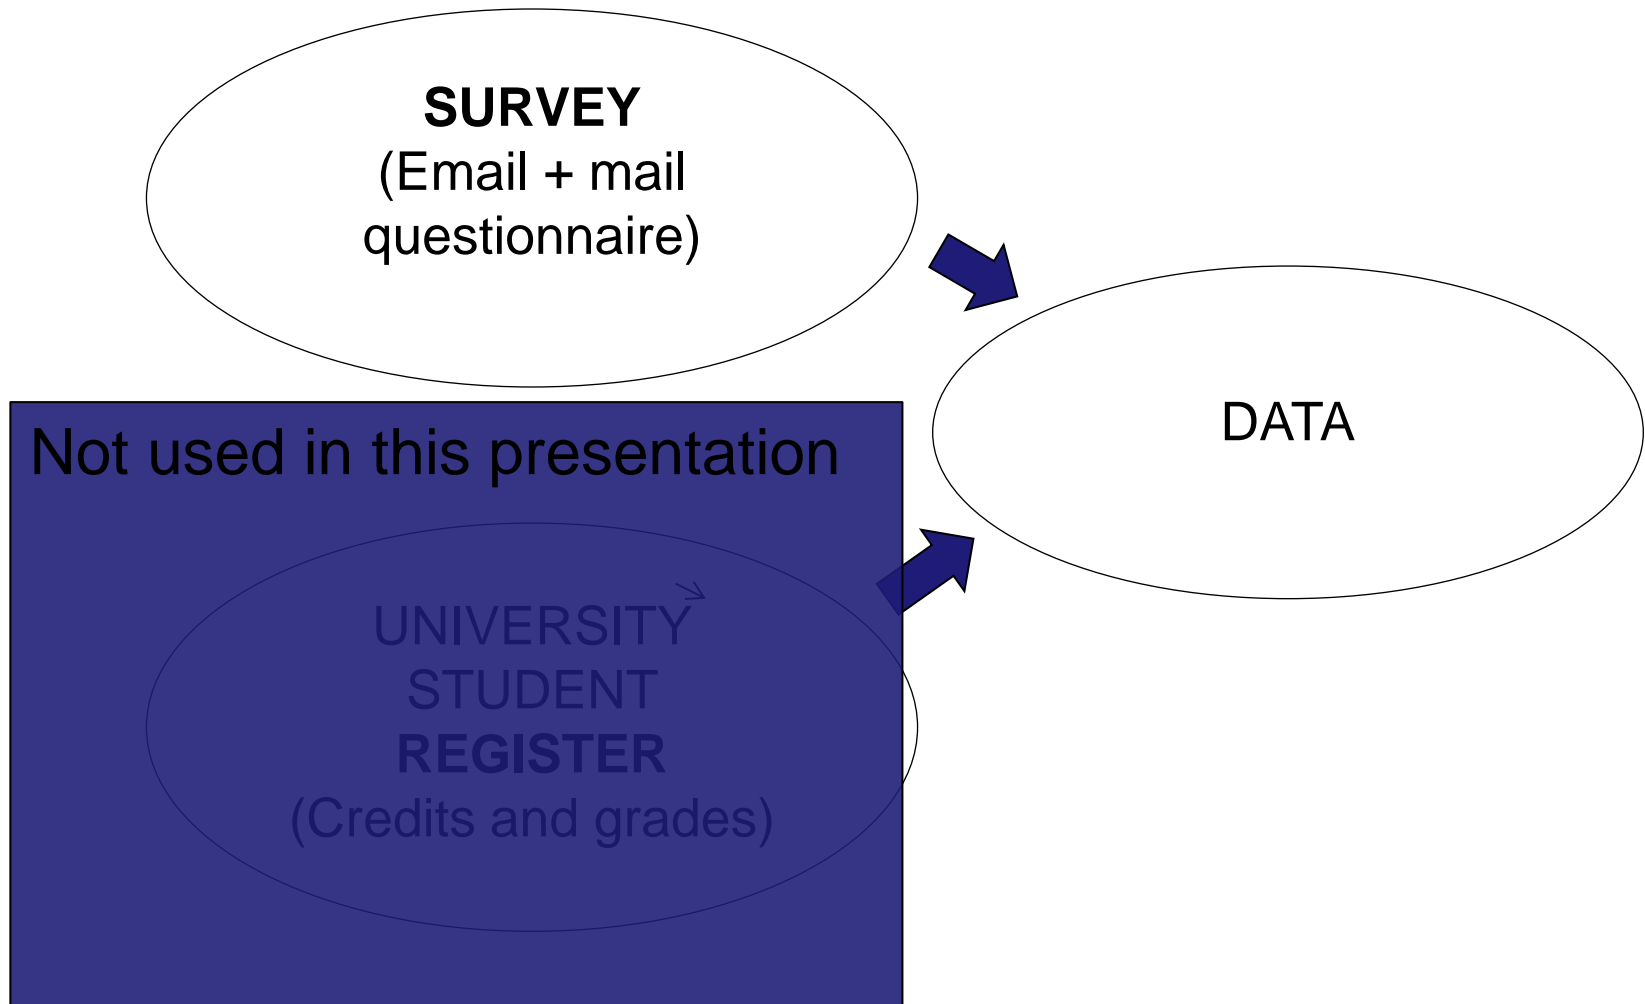 SURVEY
(Email + mail
questionnaire)
DATA
Not used in this presentation
UNIVERSITY
STUDENT
REGISTER
(Credits and grades)